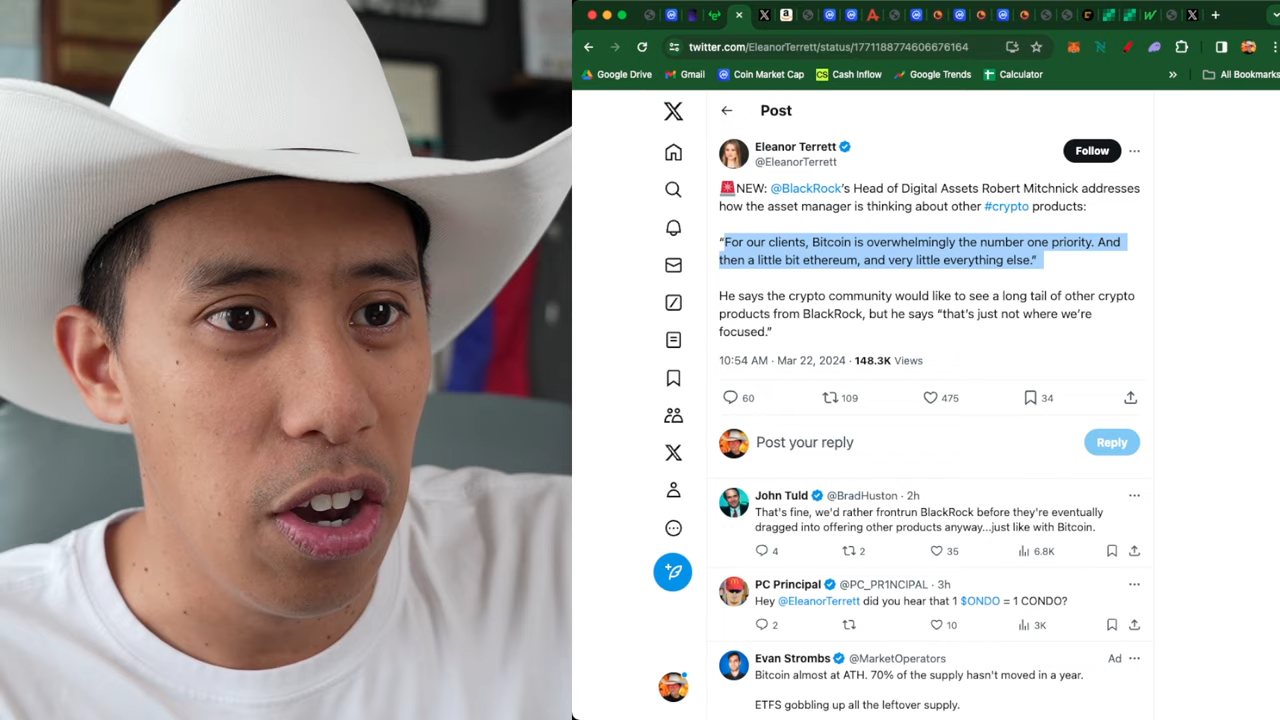 twitter.com/EleanorTerrett/status/1771188774606676164
Google Drive
Gmail
Coin Market Cap
CS Cash Inflow
Google Trends
Calculator
»
All Bookmarks
Post
Eleanor Terrett
@EleanorTerrett
Follow
🚨NEW: @BlackRock's Head of Digital Assets Robert Mitchnick addresses
how the asset manager is thinking about other #crypto products:
"For our clients, Bitcoin is overwhelmingly the number one priority. And
then a little bit ethereum, and very little everything else."
He says the crypto community would like to see a long tail of other crypto
products from BlackRock, but he says "that's just not where we're
focused."
10:54 AM · Mar 22, 2024 · 148.3K Views
60 109 475 34
Post your reply
Reply
John Tuld @BradHuston · 2h
That's fine, we'd rather frontrun BlackRock before they're eventually
dragged into offering other products anyway...just like with Bitcoin.
4 2 35 6.8K
PC Principal @PC_PR1NCIPAL · 3h
Hey @EleanorTerrett did you hear that 1 $ONDO = 1 CONDO?
2 10 3K
Evan Strombs @MarketOperators Ad
Bitcoin almost at ATH. 70% of the supply hasn't moved in a year.
ETFS gobbling up all the leftover supply.